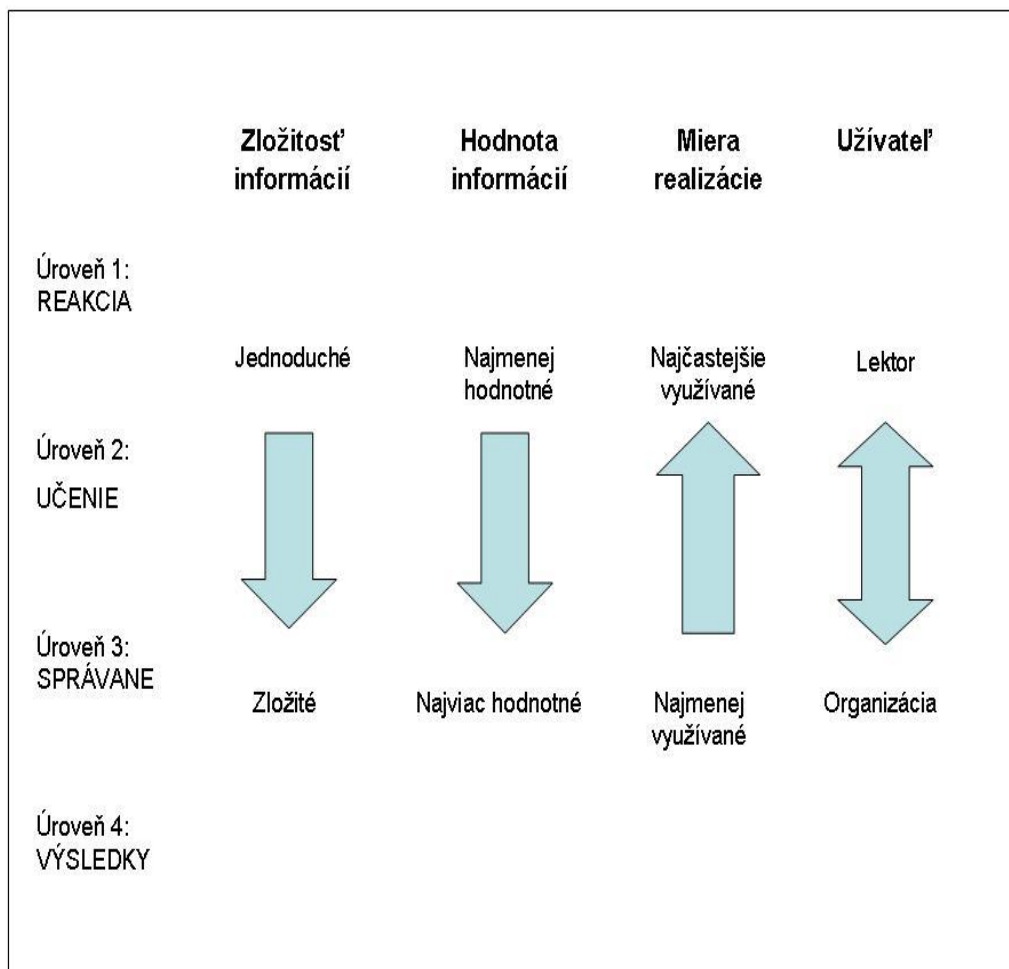 Zložitosť
informácií
Hodnota
informácií
Miera
realizácie
Užívateľ
Úroveň 1:
REAKCIA
Jednoduché
Najmenej
hodnotné
Najčastejšie
využívané
Lektor
Úroveň 2:
UČENIE
Úroveň 3:
SPRÁVANE
Zložité
Najviac hodnotné
Najmenej
využívané
Organizácia
Úroveň 4:
VÝSLEDKY